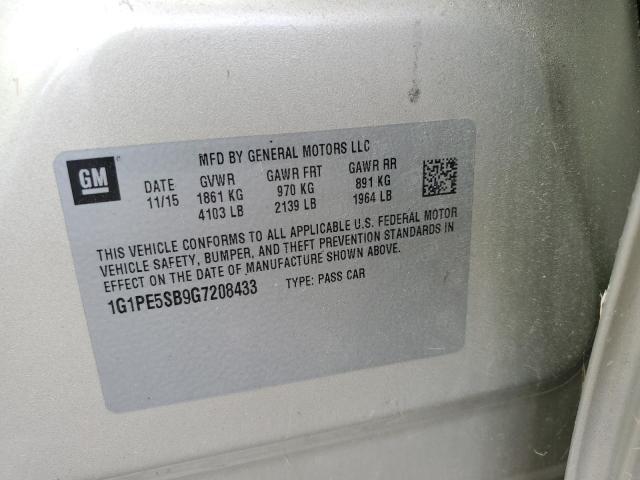 MFD BY GENERAL MOTORS LLC
GM
DATE GVWR GAWR FRT GAWR RR
11/15 1861 KG 970 KG 891 KG
4103 LB 2139 LB 1964 LB
THIS VEHICLE CONFORMS TO ALL APPLICABLE U.S. FEDERAL MOTOR
VEHICLE SAFETY, BUMPER, AND THEFT PREVENTION STANDARDS IN
EFFECT ON THE DATE OF MANUFACTURE SHOWN ABOVE.
1G1PE5SB9G7208433 TYPE: PASS CAR